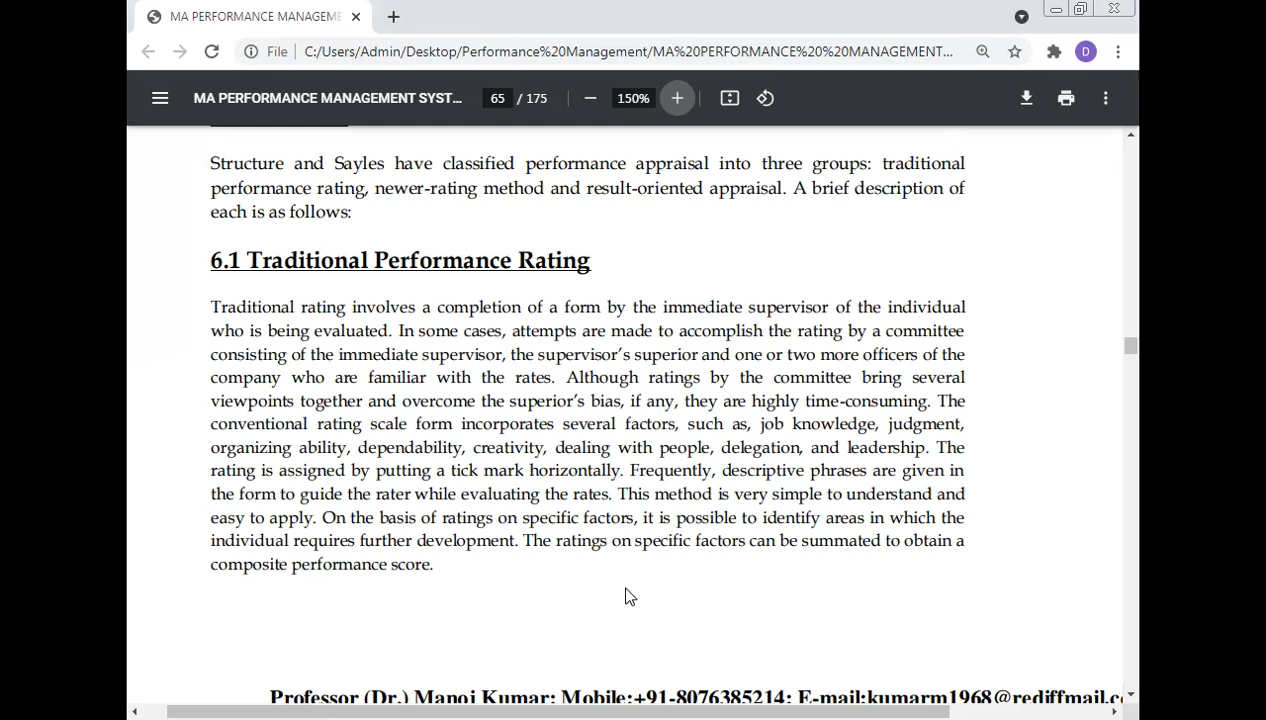 MA PERFORMANCE MANAGEME
File C:/Users/Admin/Desktop/Performance%20Management/MA%20PERFORMANCE%20%20MANAGEMENT... D
MA PERFORMANCE MANAGEMENT SYST... 65 / 175 150%
Structure and Sayles have classified performance appraisal into three groups: traditional
performance rating, newer-rating method and result-oriented appraisal. A brief description of
each is as follows:
6.1 Traditional Performance Rating
Traditional rating involves a completion of a form by the immediate supervisor of the individual
who is being evaluated. In some cases, attempts are made to accomplish the rating by a committee
consisting of the immediate supervisor, the supervisor's superior and one or two more officers of the
company who are familiar with the rates. Although ratings by the committee bring several
viewpoints together and overcome the superior's bias, if any, they are highly time-consuming. The
conventional rating scale form incorporates several factors, such as, job knowledge, judgment,
organizing ability, dependability, creativity, dealing with people, delegation, and leadership. The
rating is assigned by putting a tick mark horizontally. Frequently, descriptive phrases are given in
the form to guide the rater while evaluating the rates. This method is very simple to understand and
easy to apply. On the basis of ratings on specific factors, it is possible to identify areas in which the
individual requires further development. The ratings on specific factors can be summated to obtain a
composite performance score.
Professor (Dr.) Manoj Kumar; Mobile:+91-8076385214; E-mail:kumarm1968@rediffmail.c